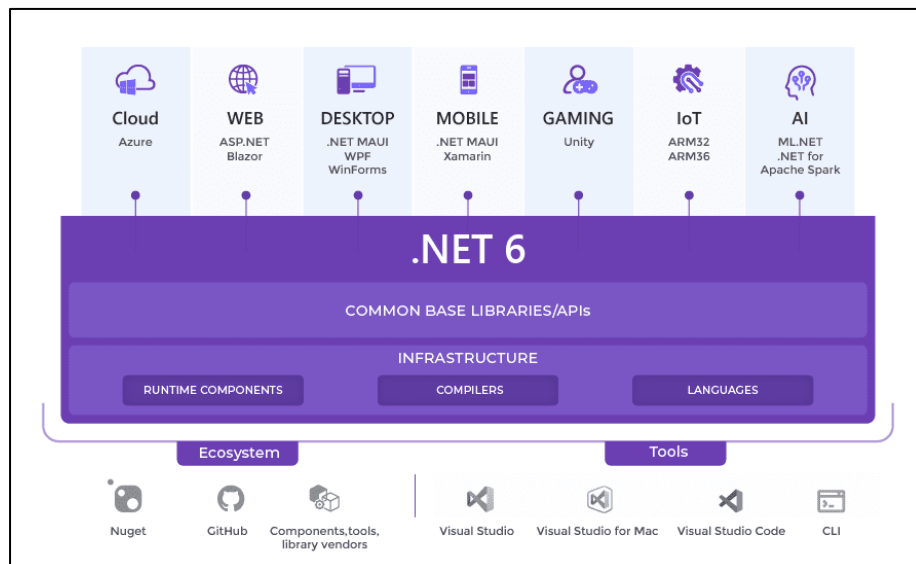 Cloud
Azure
WEB
ASP.NET
Blazor
DESKTOP
.NET MAUI
WPF
WinForms
MOBILE
.NET MAUI
Xamarin
GAMING
Unity
IoT
ARM32
ARM36
AI
ML.NET
.NET for
Apache Spark
.NET 6
COMMON BASE LIBRARIES/APIs
INFRASTRUCTURE
RUNTIME COMPONENTS
COMPILERS
LANGUAGES
Ecosystem
Tools
Nuget
GitHub
Components,tools,
library vendors
Visual Studio
Visual Studio for Mac
Visual Studio Code
CLI